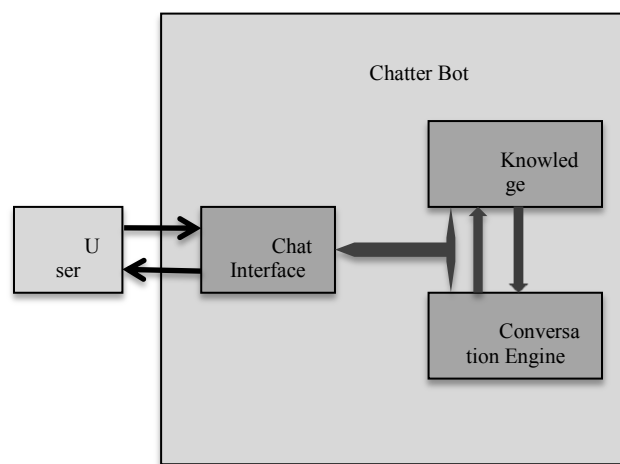 Chatter Bot
Knowled
ge
U
ser
Chat
Interface
Conversa
tion Engine